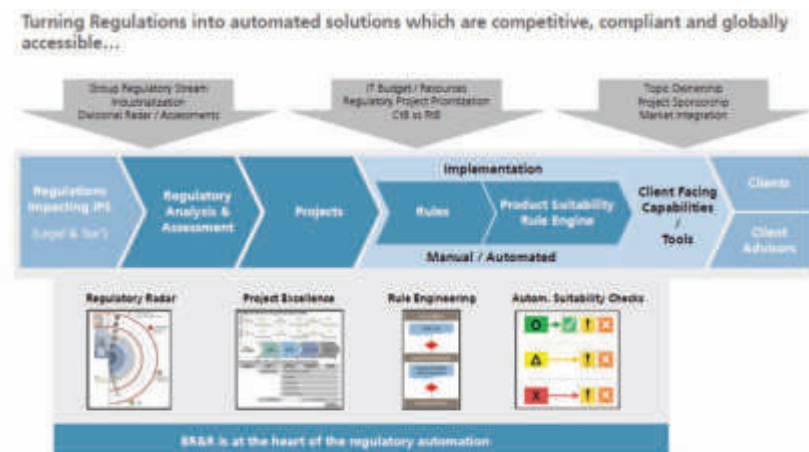 Turning Regulations into automated solutions which are competitive, compliant and globally
accessible…
Group Regulatory Stream
Industrialization
Divisional Radar / Assessments
IT Budget / Resources
Regulatory Project Prioritization
CtB vs RtB
Topic Ownership
Project Sponsorship
Market Integration
Regulations
Impacting IPS
(Legal & Tax*)
Regulatory
Analysis &
Assessment
Projects
Implementation
Rules
Product Suitability
Rule Engine
Manual / Automated
Client Facing
Capabilities
/
Tools
Clients
Client
Advisors
Regulatory Radar
Project Excellence
Rule Engineering
Autom. Suitability Checks
BR&R is at the heart of the regulatory automation